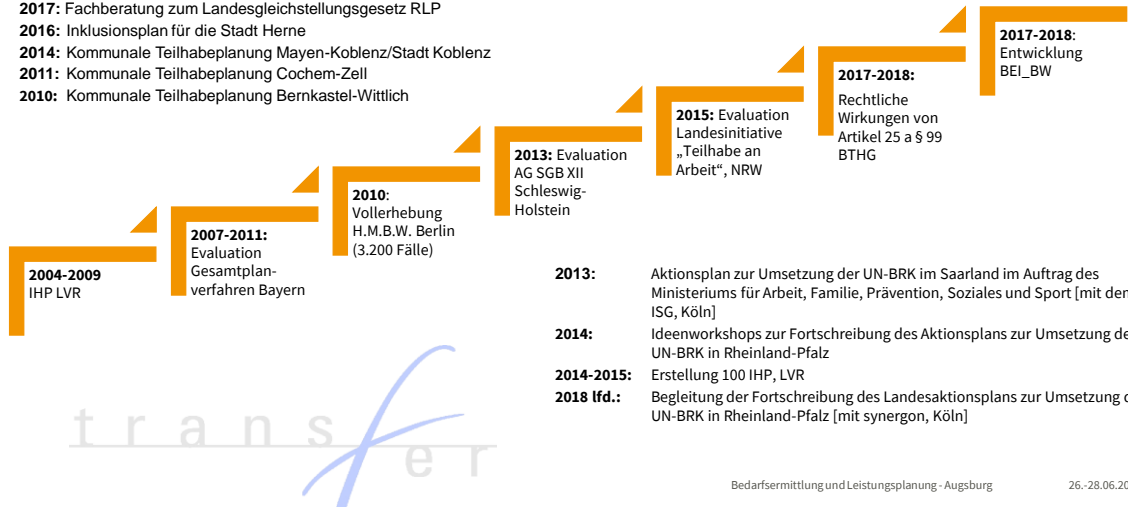 2017: Fachberatung zum Landesgleichstellungsgesetz RLP
2016: Inklusionsplan für die Stadt Herne
2014: Kommunale Teilhabeplanung Mayen-Koblenz/Stadt Koblenz
2011: Kommunale Teilhabeplanung Cochem-Zell
2010: Kommunale Teilhabeplanung Bernkastel-Wittlich
2004-2009
IHP LVR
2007-2011:
Evaluation
Gesamtplan-
verfahren Bayern
2010:
Vollerhebung
H.M.B.W. Berlin
(3.200 Fälle)
2013: Evaluation
AG SGB XII
Schleswig-
Holstein
2015: Evaluation
Landesinitiative
„Teilhabe an
Arbeit“, NRW
2017-2018:
Rechtliche
Wirkungen von
Artikel 25 a § 99
BTHG
2017-2018:
Entwicklung
BEI_BW
2013: Aktionsplan zur Umsetzung der UN-BRK im Saarland im Auftrag des
Ministeriums für Arbeit, Familie, Prävention, Soziales und Sport [mit
ISG, Köln]
2014: Ideenworkshops zur Fortschreibung des Aktionsplans zur Umsetzung
UN-BRK in Rheinland-Pfalz
2014-2015: Erstellung 100 IHP, LVR
2018 lfd.: Begleitung der Fortschreibung des Landesaktionsplans zur Umsetzung
UN-BRK in Rheinland-Pfalz [mit synergon, Köln]
transfer
Bedarfsermittlung und Leistungsplanung - Augsburg 26.-28.06.20